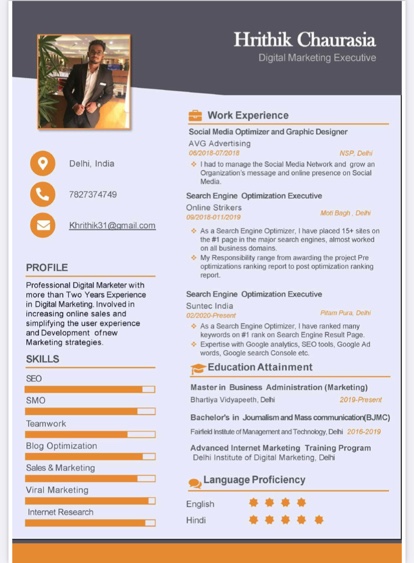 Hrithik Chaurasia
Digital Marketing Executive
Delhi, India
7827374749
Khrithik31@gmail.com
PROFILE
Professional Digital Marketer with
more than Two Years Experience
in Digital Marketing. Involved in
increasing online sales and
simplifying the user experience
and Development of new
Marketing strategies.
SKILLS
SEO
SMO
Teamwork
Blog Optimization
Sales & Marketing
Viral Marketing
Internet Research
Work Experience
Social Media Optimizer and Graphic Designer
AVG Advertising
06/2018-07/2018 NSP, Delhi
I had to manage the Social Media Network and grow an
Organization's message and online presence on Social
Media.
Search Engine Optimization Executive
Online Strikers
09/2018-011/2019 Moti Bagh , Delhi
As a Search Engine Optimizer, I have placed 15+ sites on
the #1 page in the major search engines, almost worked
on all business domains.
My Responsibility range from awarding the project Pre
optimizations ranking report to post optimization ranking
report.
Search Engine Optimization Executive
Suntec India
02/2020-Present Pitam Pura, Delhi
As a Search Engine Optimizer, I have ranked many
keywords on #1 rank on Search Engine Result Page.
Expertise with Google analytics, SEO tools, Google Ad
words, Google search Console etc.
Education Attainment
Master in Business Administration (Marketing)
Bhartiya Vidyapeeth, Delhi 2019-Present
Bachelor's in Journalism and Mass communication(BJMC)
Fairfield Institute of Management and Technology, Delhi 2016-2019
Advanced Internet Marketing Training Program
Delhi Institute of Digital Marketing, Delhi
Language Proficiency
English
Hindi